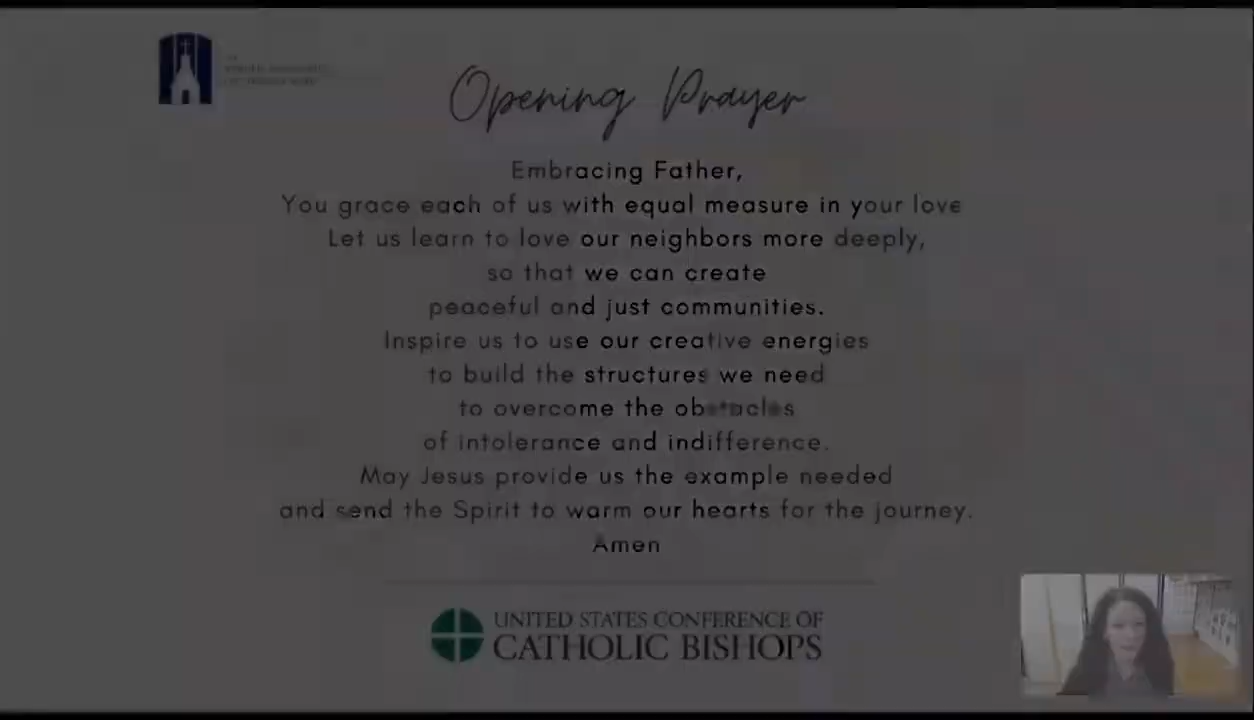 Opening Prayer
Embracing Father,
You grace each of us with equal measure in your love
Let us learn to love our neighbors more deeply,
so that we can create
peaceful and just communities.
Inspire us to use our creative energies
to build the structures we need
to overcome the obstacles
of intolerance and indifference.
May Jesus provide us the example needed
and send the Spirit to warm our hearts for the journey.
Amen
UNITED STATES CONFERENCE OF
CATHOLIC BISHOPS